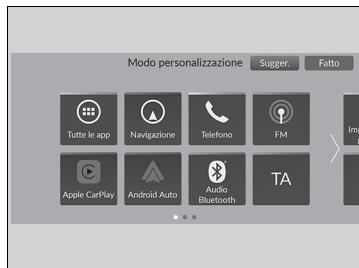 Modo personalizzazione Sugger. Fatto
Tutte le app Navigazione Telefono FM
Apple CarPlay Android Auto Audio
Bluetooth TA